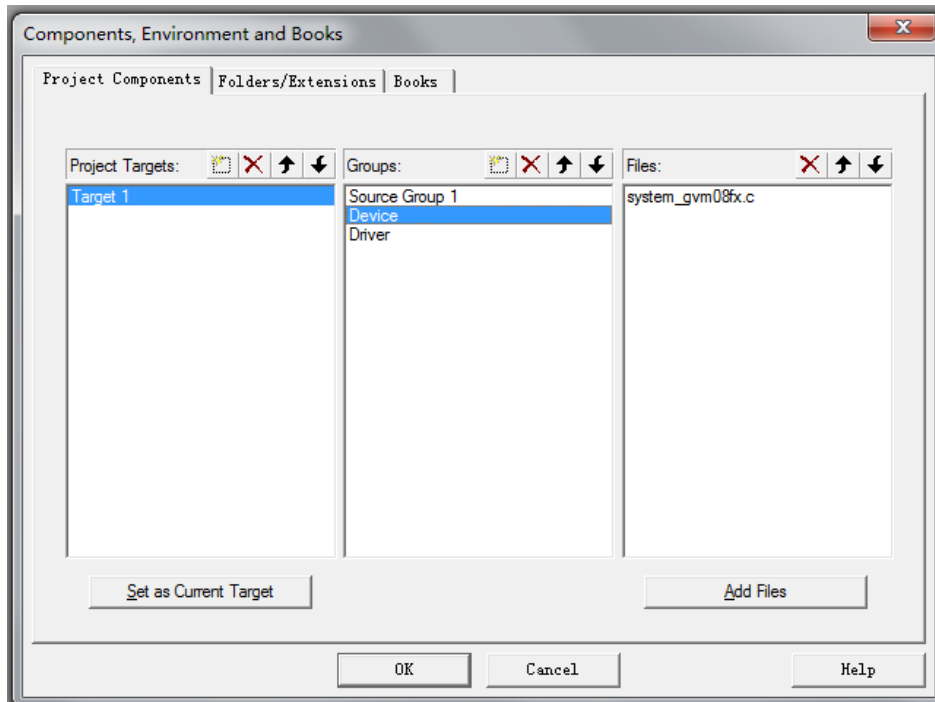 Components, Environment and Books
Project Components Folders/Extensions Books
Project Targets: Groups: Files:
Target 1 Source Group 1 system_gvm08fx.c
Device
Driver
Set as Current Target Add Files
OK Cancel Help